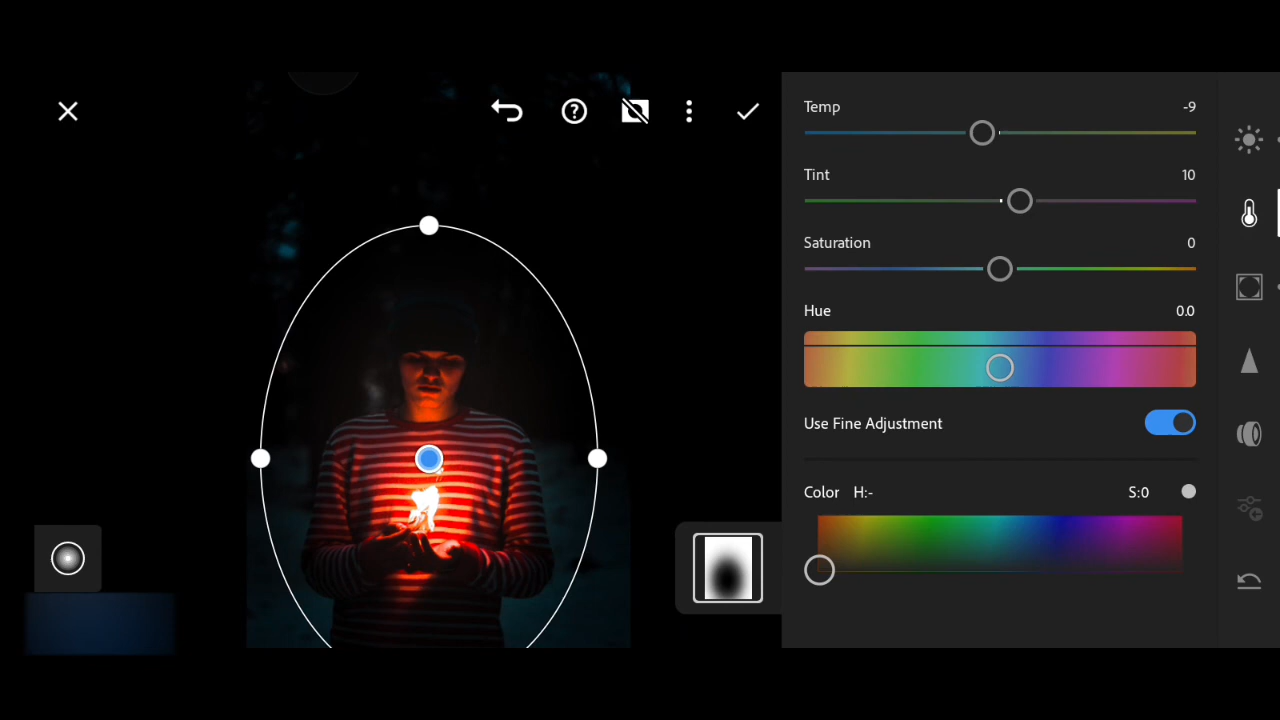 Temp -9
Tint 10
Saturation 0
Hue 0.0
Use Fine Adjustment
Color H:- S:0